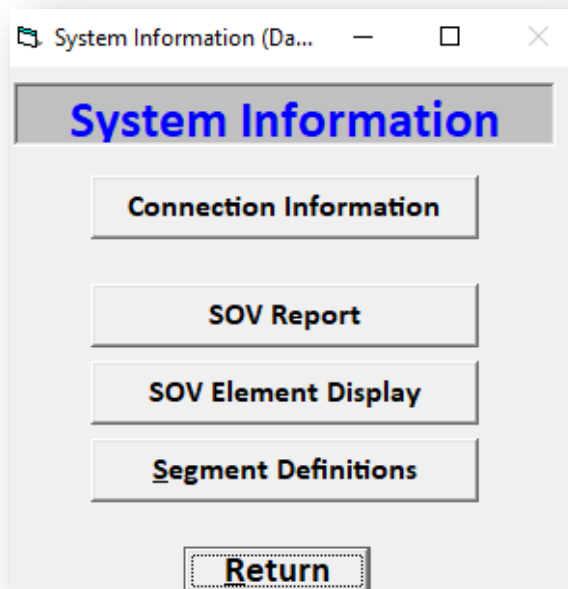 System Information (Da...
System Information
Connection Information
SOV Report
SOV Element Display
Segment Definitions
Return